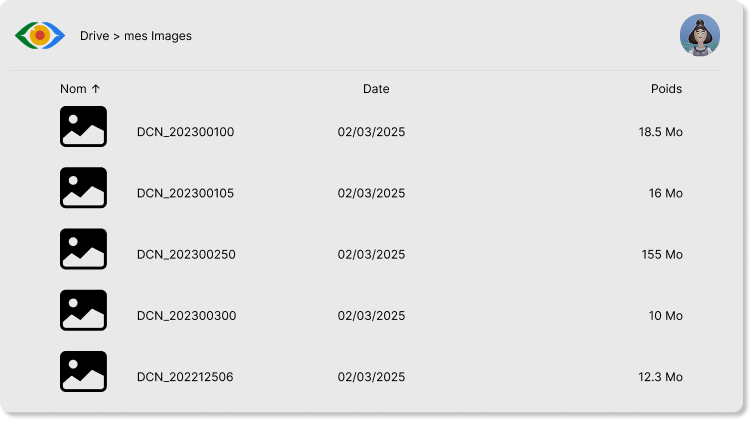 Drive > mes Images
Nom ↑ Date Poids
DCN_202300100 02/03/2025 18.5 Mo
DCN_202300105 02/03/2025 16 Mo
DCN_202300250 02/03/2025 155 Mo
DCN_202300300 02/03/2025 10 Mo
DCN_202212506 02/03/2025 12.3 Mo